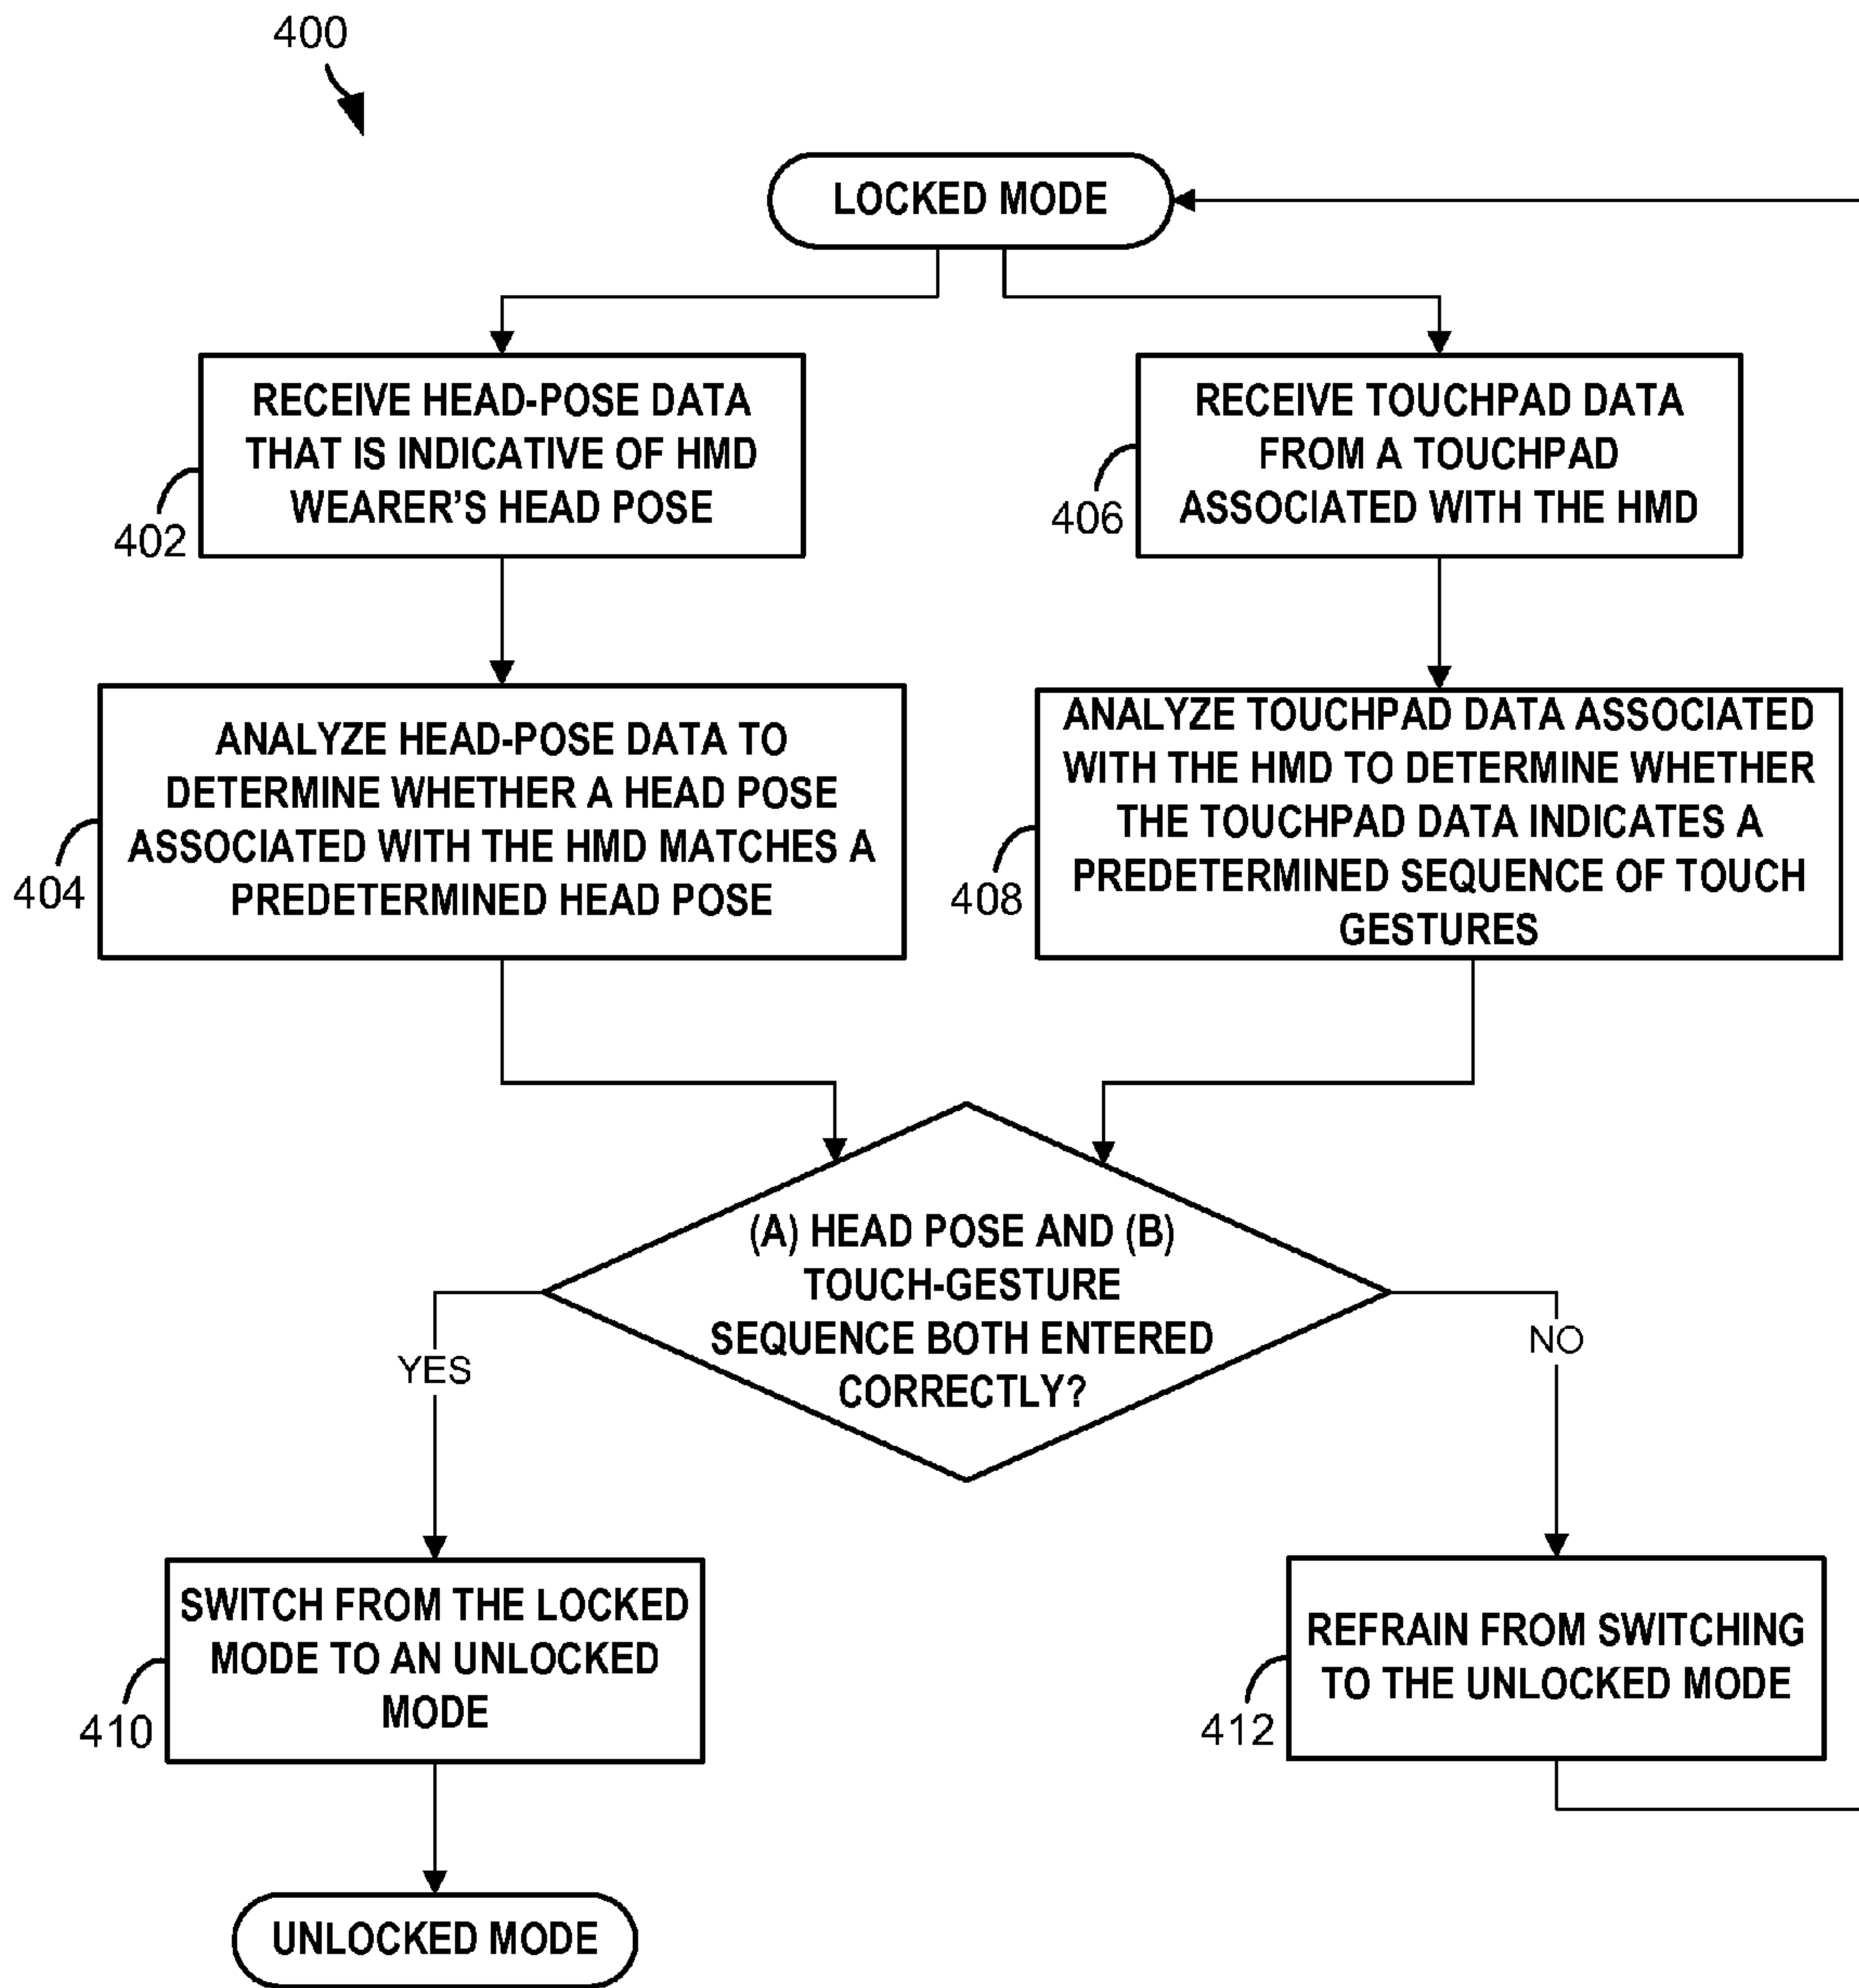 400
LOCKED MODE
RECEIVE HEAD-POSE DATA
THAT IS INDICATIVE OF HMD
WEARER'S HEAD POSE
402
RECEIVE TOUCHPAD DATA
FROM A TOUCHPAD
ASSOCIATED WITH THE HMD
406
ANALYZE HEAD-POSE DATA TO
DETERMINE WHETHER A HEAD POSE
ASSOCIATED WITH THE HMD MATCHES A
PREDETERMINED HEAD POSE
404
ANALYZE TOUCHPAD DATA ASSOCIATED
WITH THE HMD TO DETERMINE WHETHER
THE TOUCHPAD DATA INDICATES A
PREDETERMINED SEQUENCE OF TOUCH
GESTURES
408
(A) HEAD POSE AND (B)
TOUCH-GESTURE
SEQUENCE BOTH ENTERED
CORRECTLY?
YES
NO
SWITCH FROM THE LOCKED
MODE TO AN UNLOCKED
MODE
410
REFRAIN FROM SWITCHING
TO THE UNLOCKED MODE
412
UNLOCKED MODE